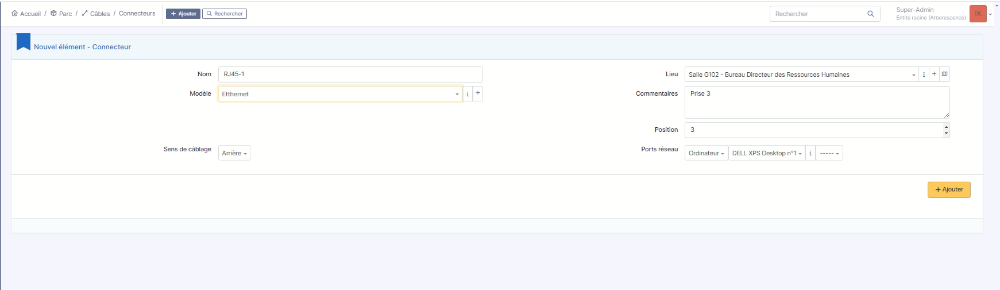 Accueil / Parc / Câbles / Connecteurs + Ajouter Rechercher Rechercher Super-Admin GL
Entité racine (Arborescence)
Nouvel élément - Connecteur
Nom RJ45-1 Lieu Salle G102 - Bureau Directeur des Ressources Humaines i +
Modèle Etthernet i + Commentaires Prise 3
Position 3
Sens de câblage Arrière Ports réseau Ordinateur DELL XPS Desktop n°1 i -----
+ Ajouter